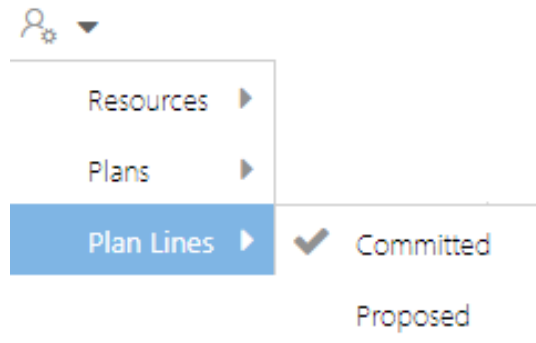 Resources
Plans
Plan Lines
Committed
Proposed